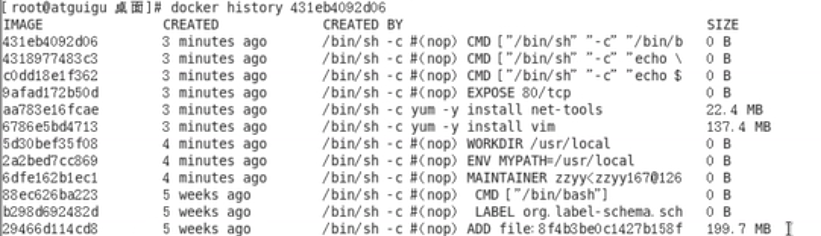 [root@atguigu 桌面]# docker history 431eb4092d06
IMAGE CREATED CREATED BY SIZE
431eb4092d06 3 minutes ago /bin/sh -c #(nop) CMD ["/bin/sh" "-c" "/bin/b 0 B
4318977483c3 3 minutes ago /bin/sh -c #(nop) CMD ["/bin/sh" "-c" "echo \ 0 B
c0dd18e1f362 3 minutes ago /bin/sh -c #(nop) CMD ["/bin/sh" "-c" "echo $ 0 B
9afad172b50d 3 minutes ago /bin/sh -c #(nop) EXPOSE 80/tcp 0 B
aa783e16fcae 3 minutes ago /bin/sh -c yum -y install net-tools 22.4 MB
6786e5bd4713 3 minutes ago /bin/sh -c yum -y install vim 137.4 MB
5d30bef35f08 4 minutes ago /bin/sh -c #(nop) WORKDIR /usr/local 0 B
2a2bed7cc869 4 minutes ago /bin/sh -c #(nop) ENV MYPATH=/usr/local 0 B
6dfe162b1ec1 4 minutes ago /bin/sh -c #(nop) MAINTAINER zzyy<zzyy167@126 0 B
88ec626ba223 5 weeks ago /bin/sh -c #(nop) CMD ["/bin/bash"] 0 B
b298d692482d 5 weeks ago /bin/sh -c #(nop) LABEL org.label-schema.sch 0 B
29466d114cd8 5 weeks ago /bin/sh -c #(nop) ADD file:8f4b3be0c1427b158f 199.7 MB